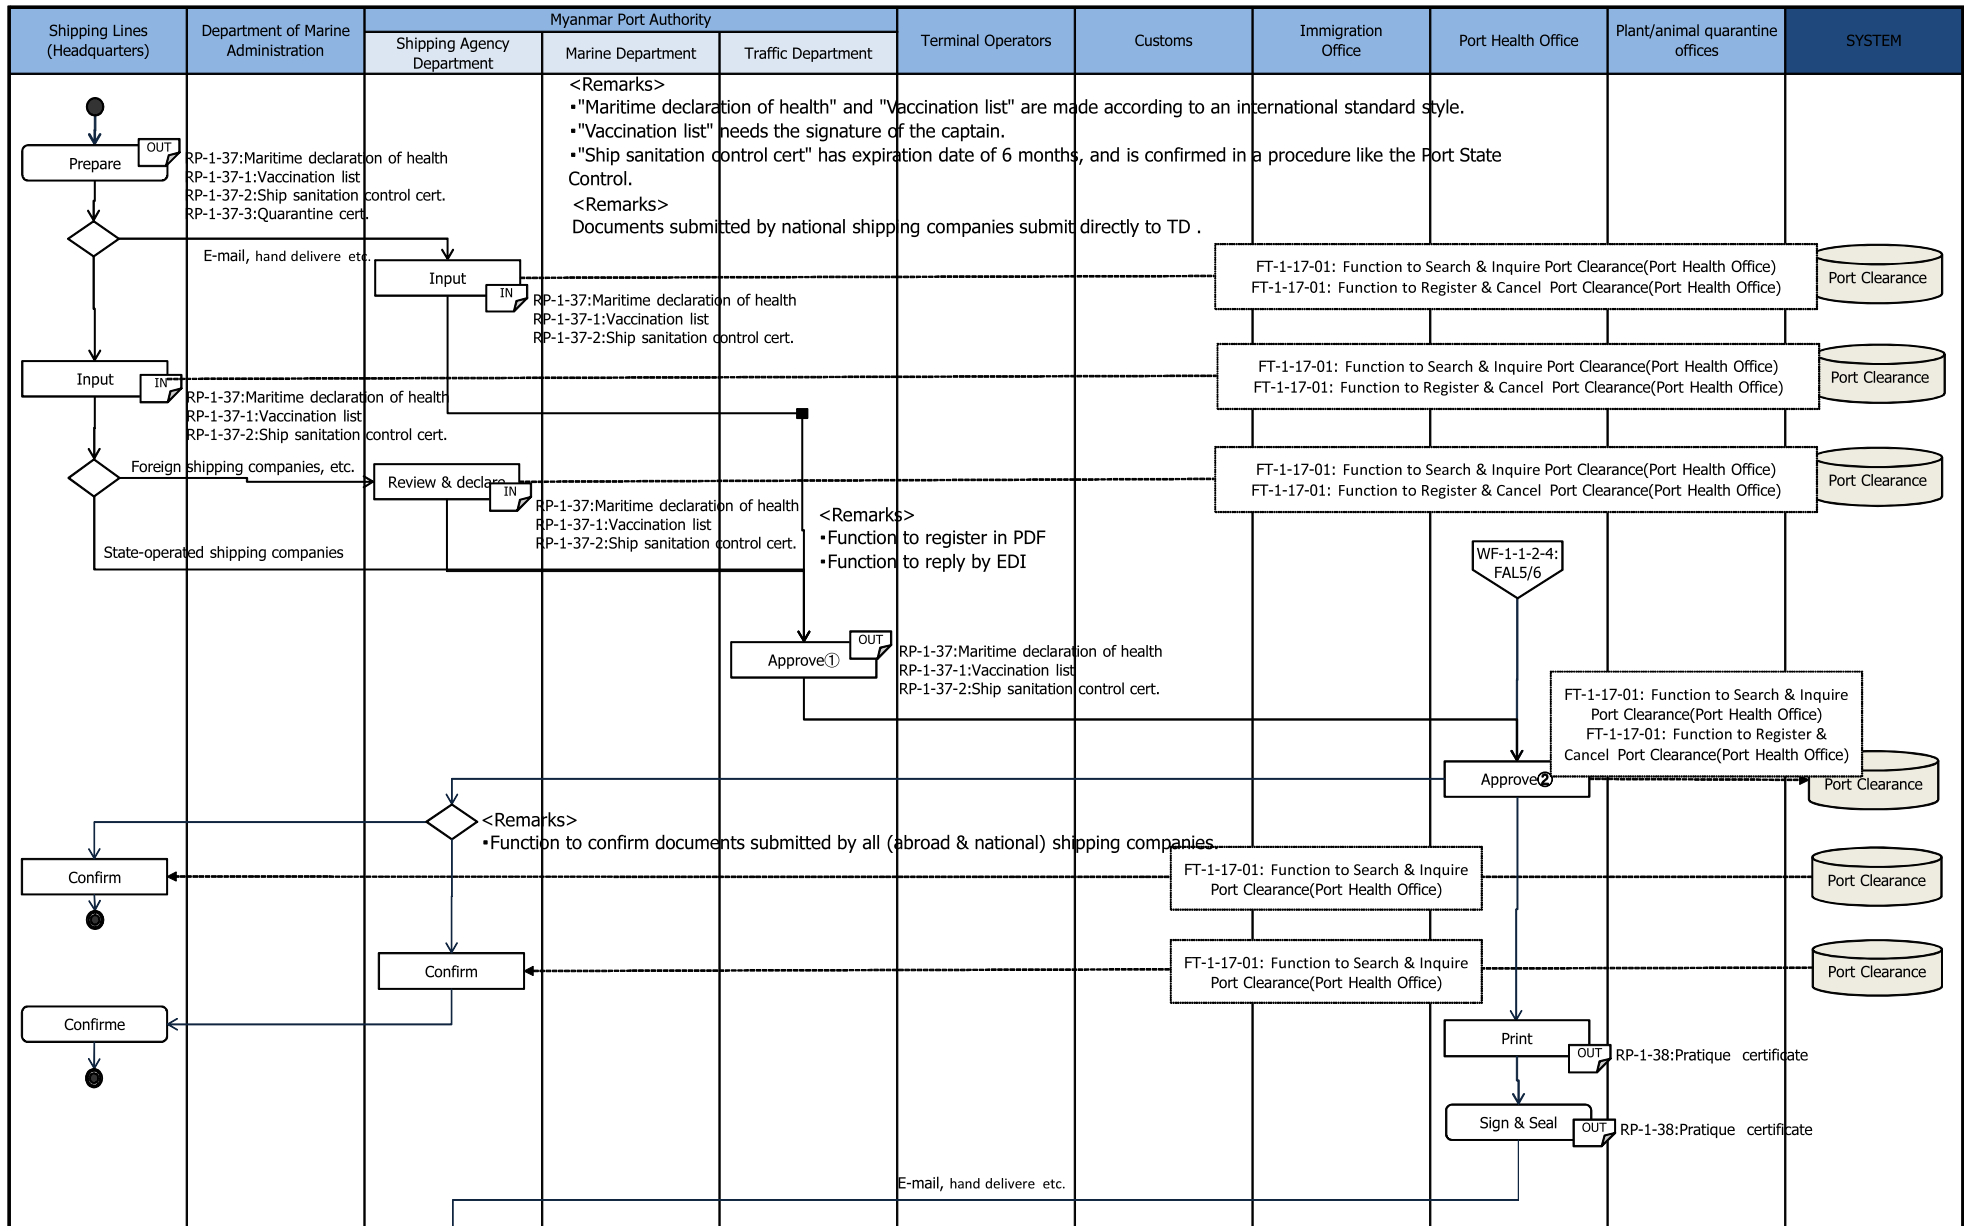 Shipping Lines
(Headquarters)
Department of Marine
Administration
Myanmar Port Authority
Shipping Agency
Department
Marine Department
Traffic Department
Terminal Operators
Customs
Immigration
Office
Port Health Office
Plant/animal quarantine
offices
SYSTEM
<Remarks>
▪"Maritime declaration of health" and "Vaccination list" are made according to an international standard style.
▪"Vaccination list" needs the signature of the captain.
▪"Ship sanitation control cert" has expiration date of 6 months, and is confirmed in a procedure like the Port State
Control.
<Remarks>
Documents submitted by national shipping companies submit directly to TD .
Prepare
OUT
RP-1-37:Maritime declaration of health
RP-1-37-1:Vaccination list
RP-1-37-2:Ship sanitation control cert.
RP-1-37-3:Quarantine cert.
E-mail, hand delivere etc.
Input
IN
RP-1-37:Maritime declaration of health
RP-1-37-1:Vaccination list
RP-1-37-2:Ship sanitation control cert.
FT-1-17-01: Function to Search & Inquire Port Clearance(Port Health Office)
FT-1-17-01: Function to Register & Cancel Port Clearance(Port Health Office)
Port Clearance
Input
IN
RP-1-37:Maritime declaration of health
RP-1-37-1:Vaccination list
RP-1-37-2:Ship sanitation control cert.
FT-1-17-01: Function to Search & Inquire Port Clearance(Port Health Office)
FT-1-17-01: Function to Register & Cancel Port Clearance(Port Health Office)
Port Clearance
Foreign shipping companies, etc.
Review & declare
IN
RP-1-37:Maritime declaration of health
RP-1-37-1:Vaccination list
RP-1-37-2:Ship sanitation control cert.
FT-1-17-01: Function to Search & Inquire Port Clearance(Port Health Office)
FT-1-17-01: Function to Register & Cancel Port Clearance(Port Health Office)
Port Clearance
<Remarks>
▪Function to register in PDF
▪Function to reply by EDI
State-operated shipping companies
WF-1-1-2-4:
FAL5/6
Approve①
OUT
RP-1-37:Maritime declaration of health
RP-1-37-1:Vaccination list
RP-1-37-2:Ship sanitation control cert.
FT-1-17-01: Function to Search & Inquire
Port Clearance(Port Health Office)
FT-1-17-01: Function to Register &
Cancel Port Clearance(Port Health Office)
Approve②
Port Clearance
<Remarks>
▪Function to confirm documents submitted by all (abroad & national) shipping companies.
Confirm
FT-1-17-01: Function to Search & Inquire
Port Clearance(Port Health Office)
Port Clearance
Confirm
FT-1-17-01: Function to Search & Inquire
Port Clearance(Port Health Office)
Port Clearance
Confirme
Print
OUT
RP-1-38:Pratique certificate
Sign & Seal
OUT
RP-1-38:Pratique certificate
E-mail, hand delivere etc.